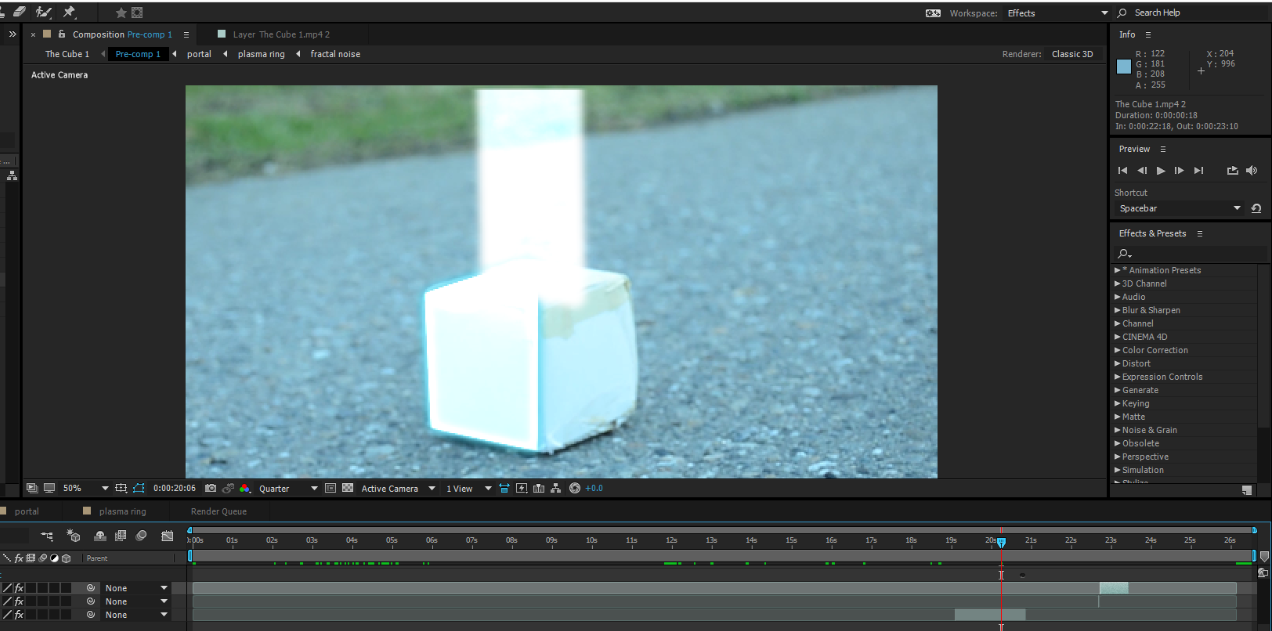 Workspace: Effects Search Help
Composition Pre-comp 1 Layer The Cube 1.mp4 2
The Cube 1 Pre-comp 1 portal plasma ring fractal noise Renderer: Classic 3D
Active Camera
Info
R: 122 X: 204
G: 181 Y: 996
B: 208
A: 255
The Cube 1.mp4 2
Duration: 0:00:00:18
In: 0:00:22:18, Out: 0:00:23:10
Preview
Shortcut
Spacebar
Effects & Presets
* Animation Presets
3D Channel
Audio
Blur & Sharpen
Channel
CINEMA 4D
Color Correction
Distort
Expression Controls
Generate
Keying
Matte
Noise & Grain
Obsolete
Perspective
Simulation
50% 0:00:20:06 Quarter Active Camera 1 View +0.0
portal plasma ring Render Queue
01s 02s 03s 04s 05s 06s 07s 08s 09s 10s 11s 12s 13s 14s 15s 16s 17s 18s 19s 20s 21s 22s 23s 24s 25s 26s
fx Parent
fx None
fx None
fx None